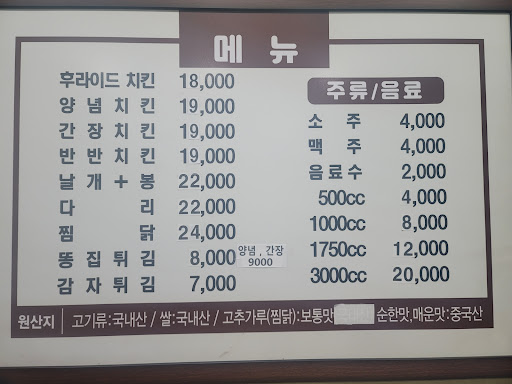 메 뉴
후라이드 치킨 18,000
양 념 치 킨 19,000
간 장 치 킨 19,000
반 반 치 킨 19,000
날 개 + 봉 22,000
다 리 22,000
찜 닭 24,000
똥 집 튀 김 8,000 양념, 간장 9000
감 자 튀 김 7,000
주류/음료
소 주 4,000
맥 주 4,000
음료수 2,000
500cc 4,000
1000cc 8,000
1750cc 12,000
3000cc 20,000
원산지 고기류:국내산 / 쌀:국내산 / 고추가루(찜닭):보통맛 순한맛,매운맛:중국산